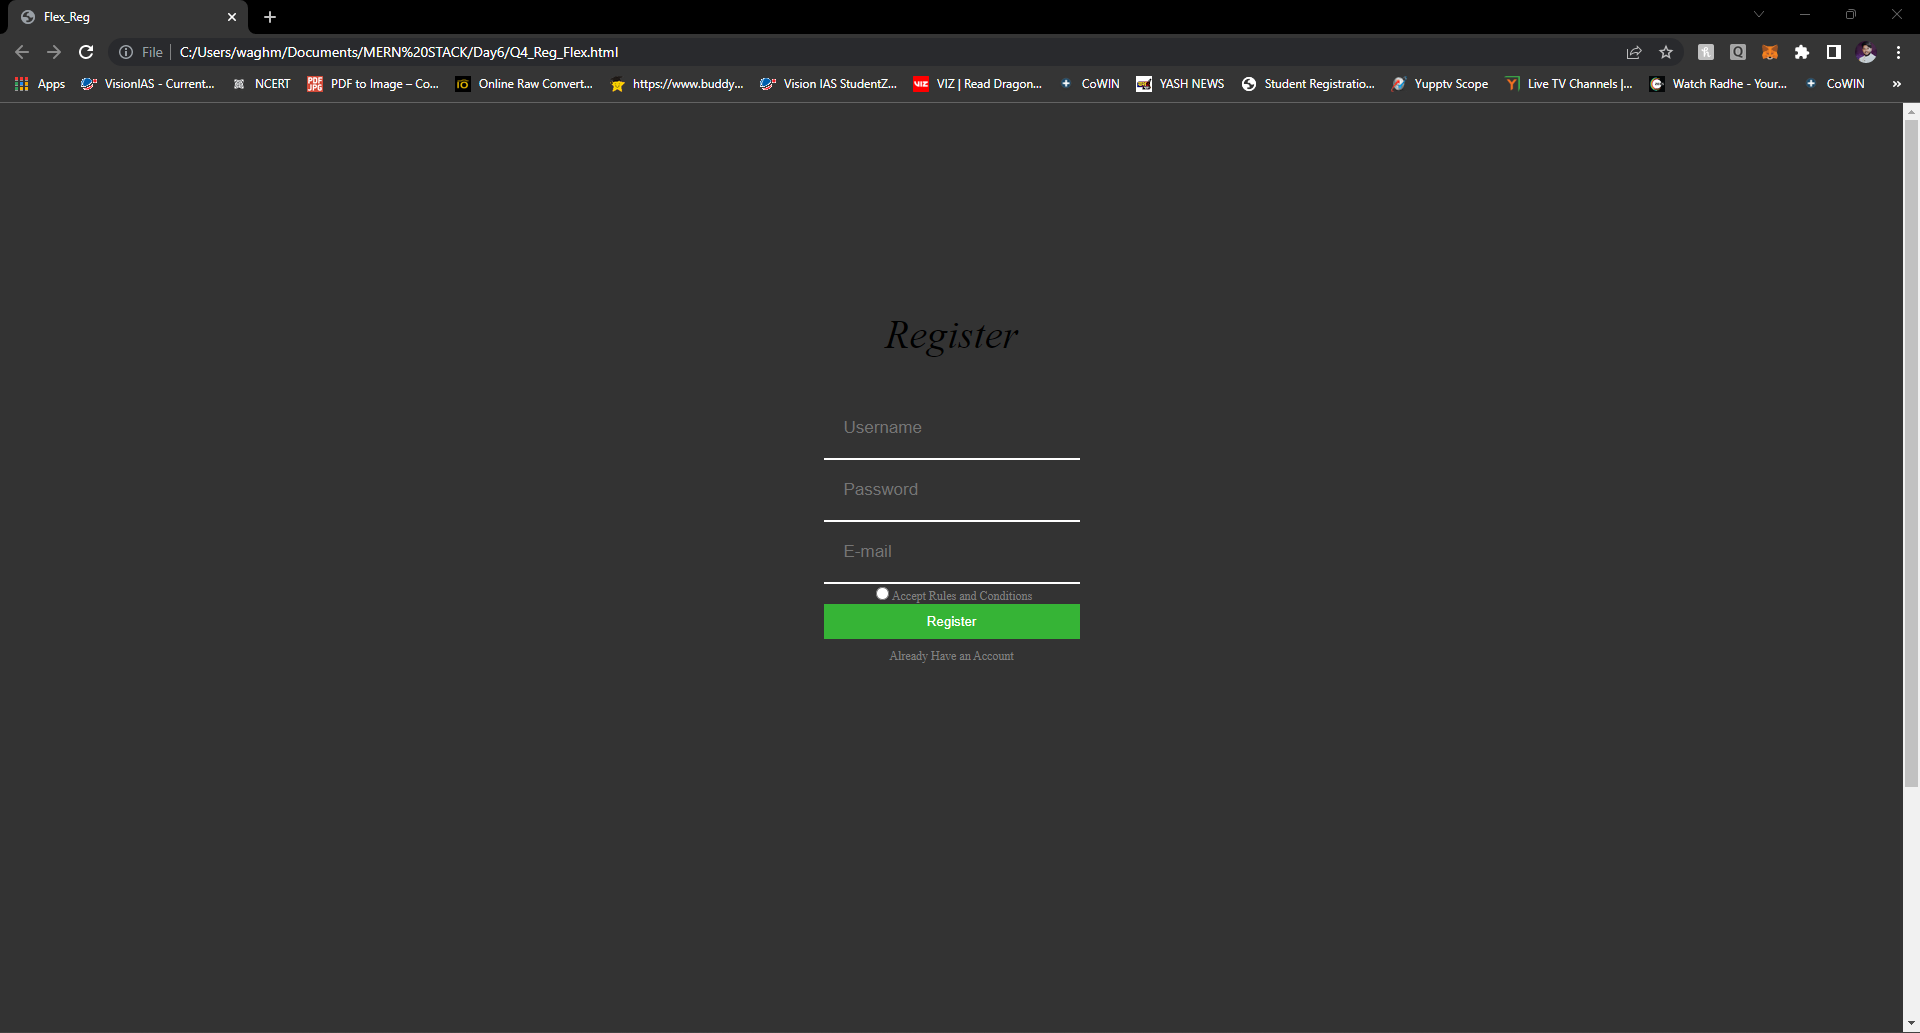 Flex_Reg
File C:/Users/waghm/Documents/MERN%20STACK/Day6/Q4_Reg_Flex.html
Apps VisionIAS - Current... NCERT PDF to Image – Co... Online Raw Convert... https://www.buddy... Vision IAS StudentZ... VIZ | Read Dragon... CoWIN YASH NEWS Student Registratio... Yupptv Scope Live TV Channels |... Watch Radhe - Your... CoWIN »
Register
Username
Password
E-mail
Accept Rules and Conditions
Register
Already Have an Account